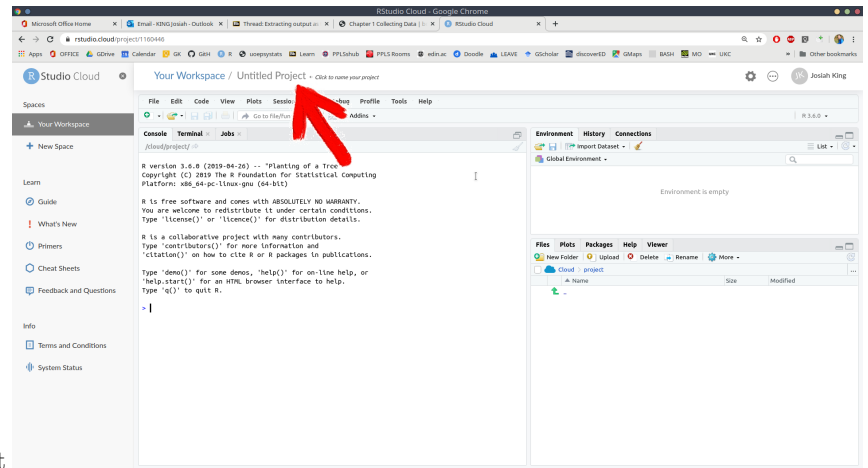 RStudio Cloud - Google Chrome
Microsoft Office Home
Email - KING Josiah - Outlook
Thread: Extracting output a
Chapter 1 Collecting Data |
RStudio Cloud
rstudio.cloud/project/1160446
Apps OFFICE GDrive Calendar GK GitH R uoepsystats Learn PPLSshub PPLS Rooms edin.ac Doodle LEAVE GScholar discoverED GMaps BASH MO UKC » Other bookmarks
R Studio Cloud
Your Workspace / Untitled Project - Click to name your project
JK Josiah King
Spaces
Your Workspace
New Space
Learn
Guide
What's New
Primers
Cheat Sheets
Feedback and Questions
Info
Terms and Conditions
System Status
File Edit Code View Plots Sessio Profile Tools Help
Go to file/fun Addins
R 3.6.0
Console Terminal Jobs
/cloud/project/
R version 3.6.0 (2019-04-26) -- "Planting of a Tree
Copyright (C) 2019 The R Foundation for Statistical Computing
Platform: x86_64-pc-linux-gnu (64-bit)
R is free software and comes with ABSOLUTELY NO WARRANTY.
You are welcome to redistribute it under certain conditions.
Type 'license()' or 'licence()' for distribution details.
R is a collaborative project with many contributors.
Type 'contributors()' for more information and
'citation()' on how to cite R or R packages in publications.
Type 'demo()' for some demos, 'help()' for on-line help, or
'help.start()' for an HTML browser interface to help.
Type 'q()' to quit R.
>
Environment History Connections
Import Dataset List
Global Environment
Environment is empty
Files Plots Packages Help Viewer
New Folder Upload Delete Rename More
Cloud project ...
Name Size Modified
..